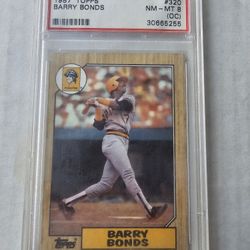 1987 TOPPS #320
BARRY BONDS NM - MT 8
(OC)
30665255
Topps
BARRY
BONDS